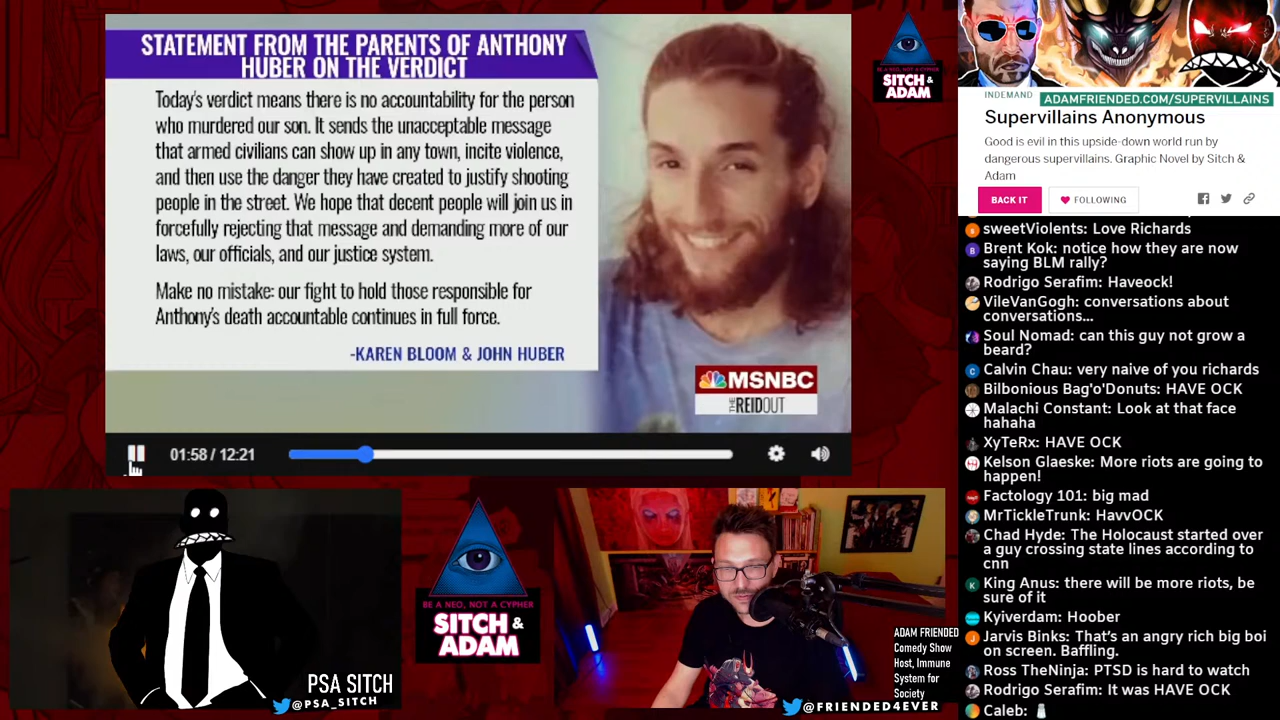 STATEMENT FROM THE PARENTS OF ANTHONY
HUBER ON THE VERDICT
Today's verdict means there is no accountability for the person
who murdered our son. It sends the unacceptable message
that armed civilians can show up in any town, incite violence,
and then use the danger they have created to justify shooting
people in the street. We hope that decent people will join us in
forcefully rejecting that message and demanding more of our
laws, our officials, and our justice system.
Make no mistake: our fight to hold those responsible for
Anthony's death accountable continues in full force.
-KAREN BLOOM & JOHN HUBER
MSNBC
THE REIDOUT
01:58 / 12:21
BE A NEO, NOT A CYPHER
SITCH &
ADAM
INDEMAND
ADAMFRIENDED.COM/SUPERVILLAINS
Supervillains Anonymous
Good is evil in this upside-down world run by
dangerous supervillains. Graphic Novel by Sitch &
Adam
BACK IT
FOLLOWING
sweetViolents: Love Richards
Brent Kok: notice how they are now
saying BLM rally?
Rodrigo Serafim: Haveock!
VileVanGogh: conversations about
conversations...
Soul Nomad: can this guy not grow a
beard?
Calvin Chau: very naive of you richards
Bilbonious Bag'o'Donuts: HAVE OCK
Malachi Constant: Look at that face
hahaha
XyTeRx: HAVE OCK
Kelson Glaeske: More riots are going to
happen!
Factology 101: big mad
MrTickleTrunk: HavvOCK
Chad Hyde: The Holocaust started over
a guy crossing state lines according to
cnn
King Anus: there will be more riots, be
sure of it
Kyiverdam: Hoober
Jarvis Binks: That's an angry rich big boi
on screen. Baffling.
Ross TheNinja: PTSD is hard to watch
Rodrigo Serafim: It was HAVE OCK
Caleb:
PSA SITCH
@PSA_SITCH
BE A NEO, NOT A CYPHER
SITCH &
ADAM
ADAM FRIENDED
Comedy Show
Host, Immune
System for
Society
@FRIENDED4EVER